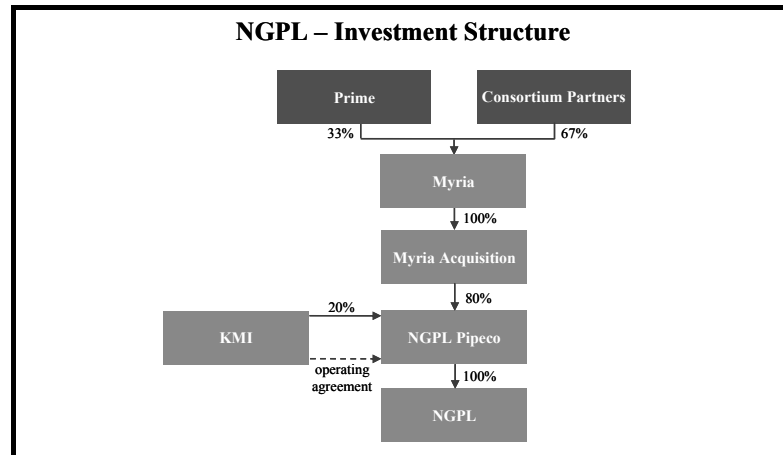 NGPL – Investment Structure
Prime
Consortium Partners
33%
67%
Myria
100%
Myria Acquisition
80%
20%
KMI
NGPL Pipeco
operating
agreement
100%
NGPL